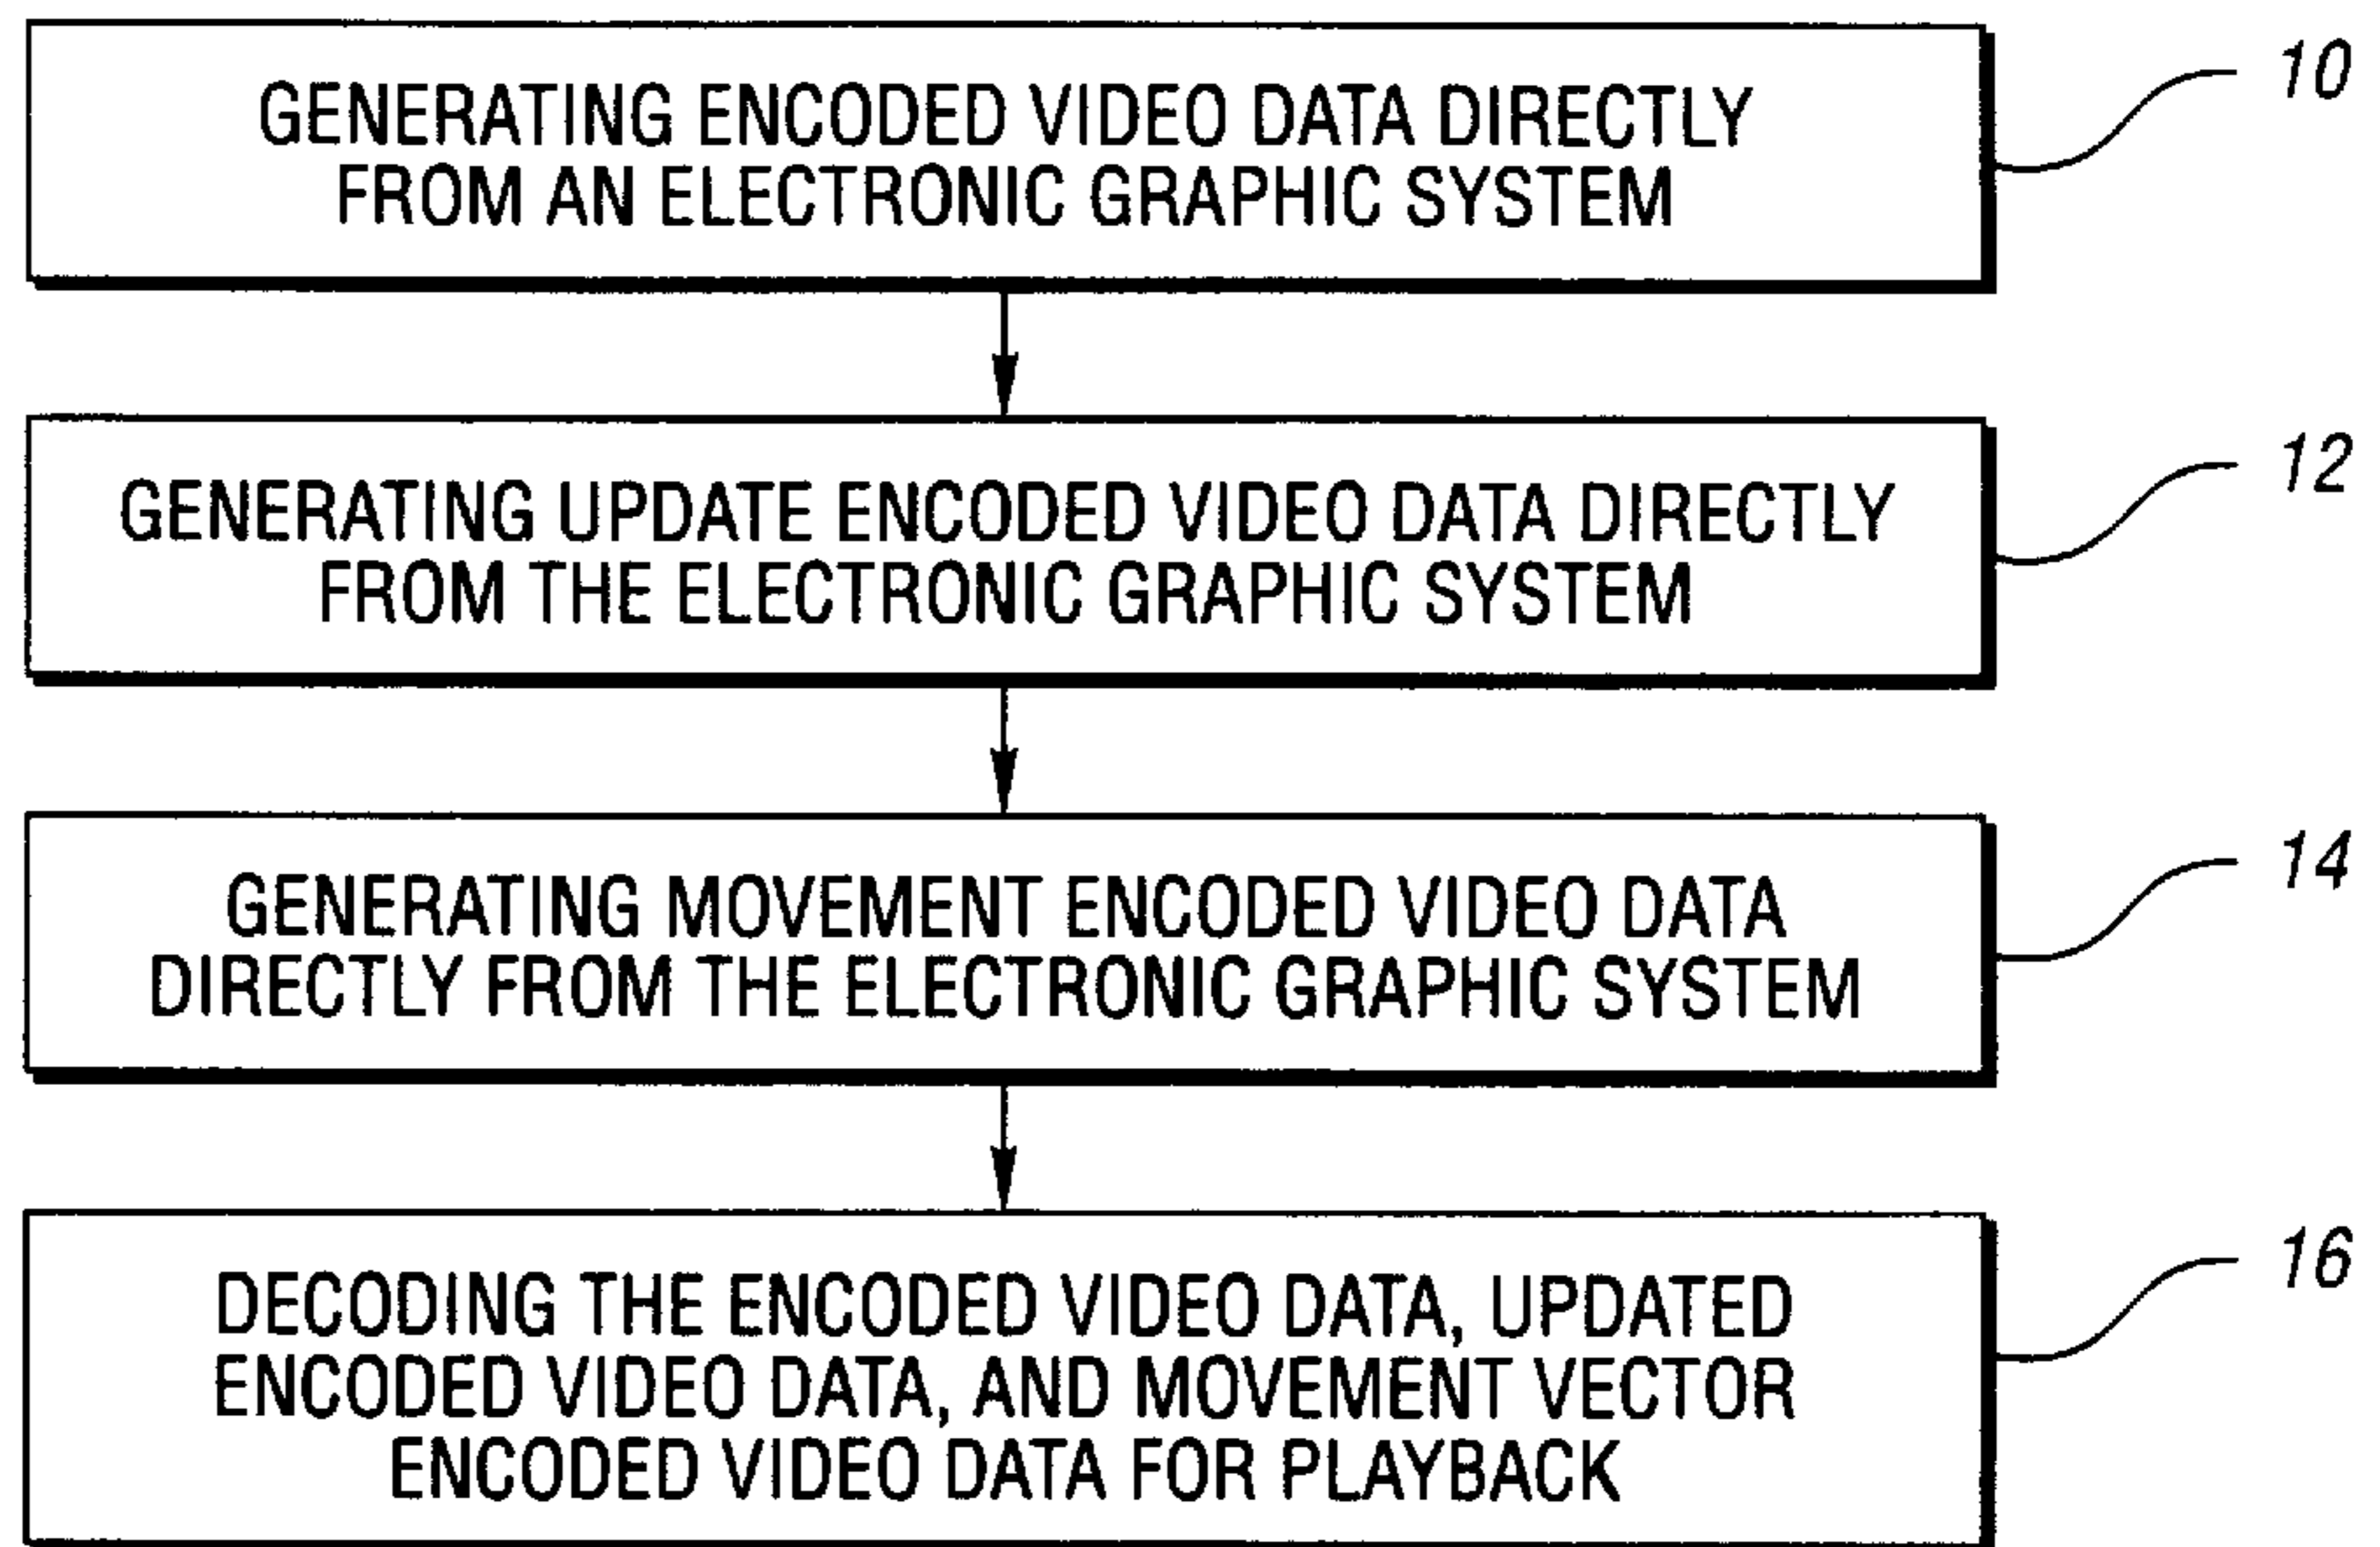 GENERATING ENCODED VIDEO DATA DIRECTLY
FROM AN ELECTRONIC GRAPHIC SYSTEM
10
GENERATING UPDATE ENCODED VIDEO DATA DIRECTLY
FROM THE ELECTRONIC GRAPHIC SYSTEM
12
GENERATING MOVEMENT ENCODED VIDEO DATA
DIRECTLY FROM THE ELECTRONIC GRAPHIC SYSTEM
14
DECODING THE ENCODED VIDEO DATA, UPDATED
ENCODED VIDEO DATA, AND MOVEMENT VECTOR
ENCODED VIDEO DATA FOR PLAYBACK
16